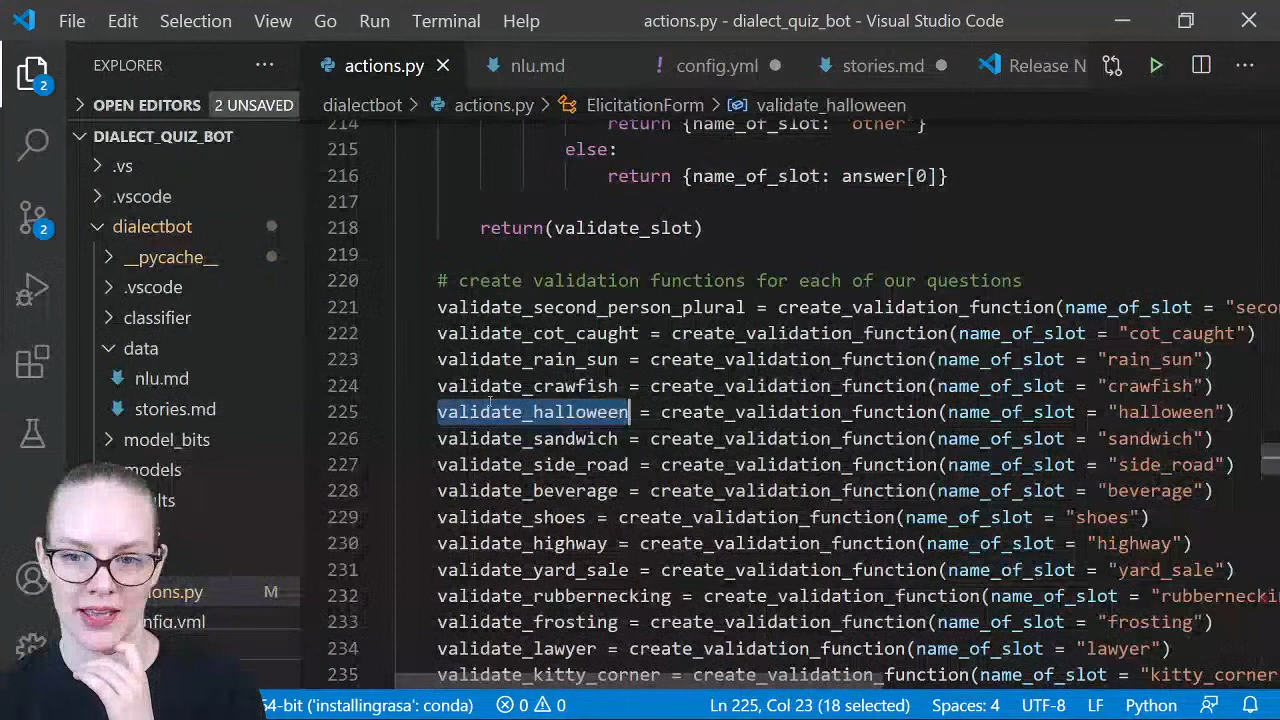 File Edit Selection View Go Run Terminal Help actions.py - dialect_quiz_bot - Visual Studio Code
EXPLORER
actions.py nlu.md ! config.yml stories.md Release N
OPEN EDITORS 2 UNSAVED
dialectbot > actions.py > ElicitationForm > validate_halloween
DIALECT_QUIZ_BOT
.vs
.vscode
dialectbot
__pycache__
.vscode
classifier
data
nlu.md
stories.md
model_bits
models
ults
ions.py M
nfig.yml
2
2
214 return {name_of_slot: "other"}
215 else:
216 return {name_of_slot: answer[0]}
217
218 return(validate_slot)
219
220 # create validation functions for each of our questions
221 validate_second_person_plural = create_validation_function(name_of_slot = "seco
222 validate_cot_caught = create_validation_function(name_of_slot = "cot_caught")
223 validate_rain_sun = create_validation_function(name_of_slot = "rain_sun")
224 validate_crawfish = create_validation_function(name_of_slot = "crawfish")
225 validate_halloween = create_validation_function(name_of_slot = "halloween")
226 validate_sandwich = create_validation_function(name_of_slot = "sandwich")
227 validate_side_road = create_validation_function(name_of_slot = "side_road")
228 validate_beverage = create_validation_function(name_of_slot = "beverage")
229 validate_shoes = create_validation_function(name_of_slot = "shoes")
230 validate_highway = create_validation_function(name_of_slot = "highway")
231 validate_yard_sale = create_validation_function(name_of_slot = "yard_sale")
232 validate_rubbernecking = create_validation_function(name_of_slot = "rubberneckin
233 validate_frosting = create_validation_function(name_of_slot = "frosting")
234 validate_lawyer = create_validation_function(name_of_slot = "lawyer")
235 validate_kitty_corner = create_validation_function(name_of_slot = "kitty_corner
64-bit ('installingrasa': conda) 0 0 Ln 225, Col 23 (18 selected) Spaces: 4 UTF-8 LF Python